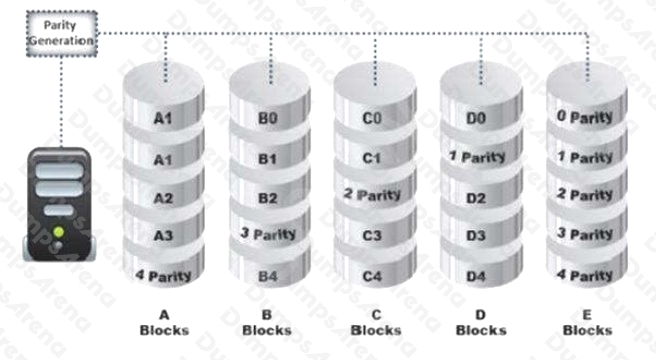 Parity
Generation
A1 B0 C0 D0 0 Parity
A1 B1 C1 1 Parity 1 Parity
A2 B2 2 Parity D2 2 Parity
A3 3 Parity C3 D3 3 Parity
4 Parity B4 C4 D4 4 Parity
A B C D E
Blocks Blocks Blocks Blocks Blocks
DumpsArena